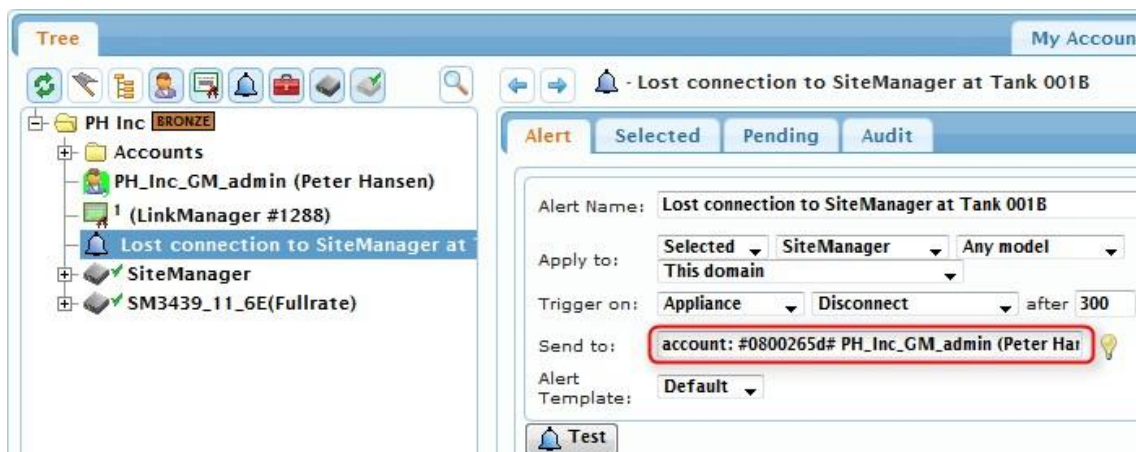 Tree
My Accoun
- Lost connection to SiteManager at Tank 001B
PH Inc BRONZE
Accounts
PH_Inc_GM_admin (Peter Hansen)
1 (LinkManager #1288)
Lost connection to SiteManager at
SiteManager
SM3439_11_6E(Fullrate)
Alert Selected Pending Audit
Alert Name: Lost connection to SiteManager at Tank 001B
Apply to: Selected SiteManager Any model
This domain
Trigger on: Appliance Disconnect after 300
Send to: account: #0800265d# PH_Inc_GM_admin (Peter Har
Alert Template: Default
Test